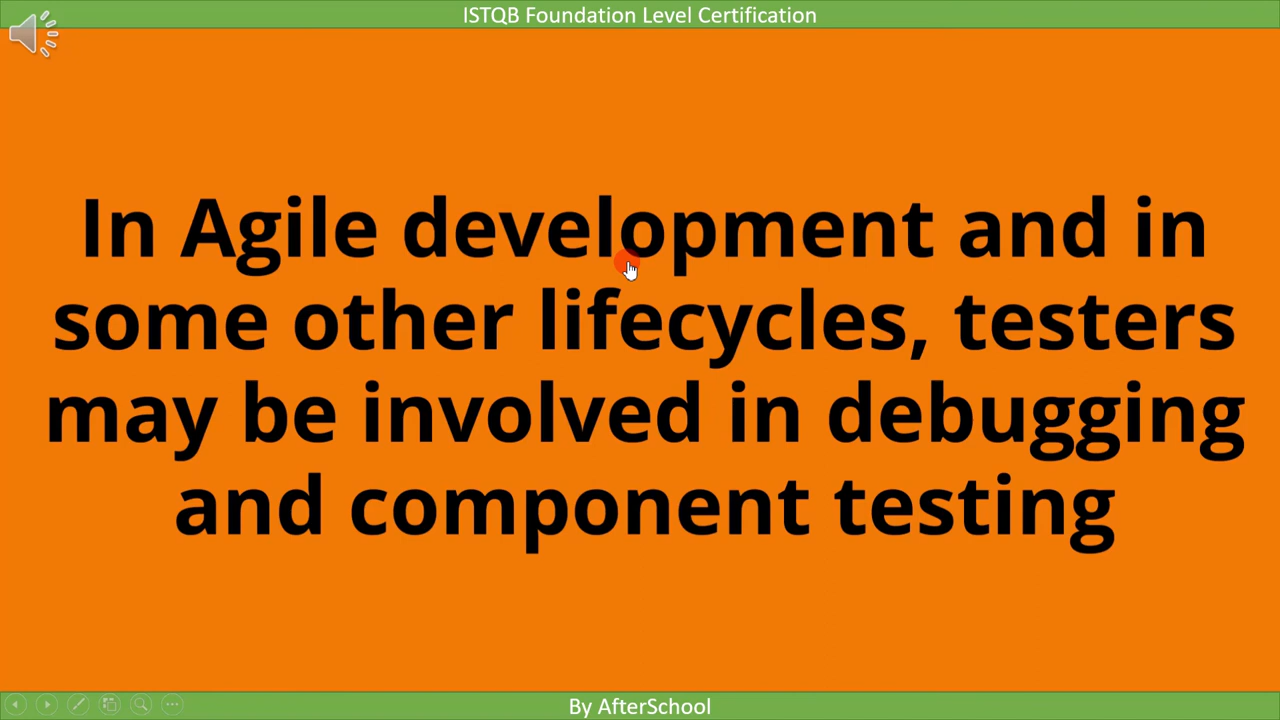 ISTQB Foundation Level Certification
In Agile development and in
some other lifecycles, testers
may be involved in debugging
and component testing
By AfterSchool